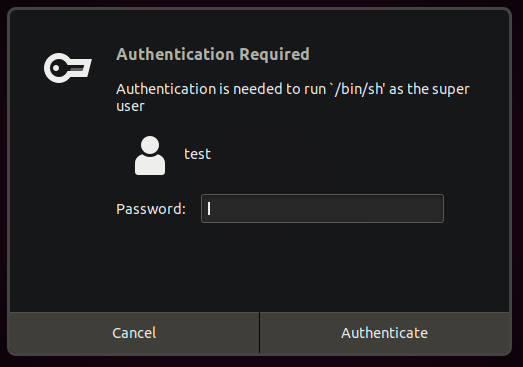 Authentication Required
Authentication is needed to run `/bin/sh' as the super
user
test
Password:
Cancel
Authenticate